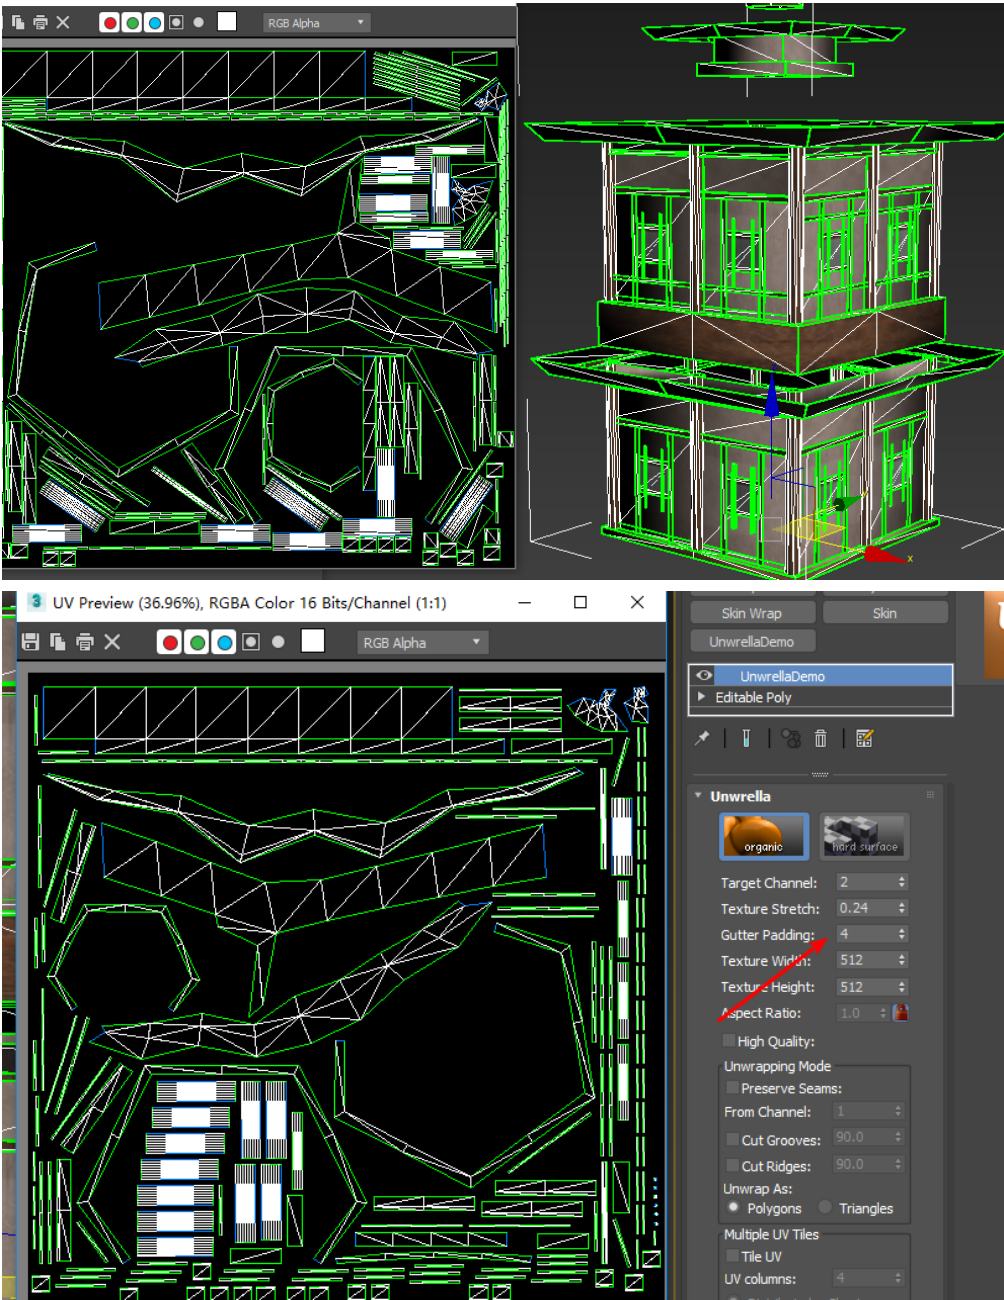 RGB Alpha
x
UV Preview (36.96%), RGBA Color 16 Bits/Channel (1:1)
RGB Alpha
Skin Wrap
Skin
UnwrellaDemo
UnwrellaDemo
Editable Poly
Unwrella
organic
hard surface
Target Channel: 2
Texture Stretch: 0.24
Gutter Padding: 4
Texture Width: 512
Texture Height: 512
Aspect Ratio: 1.0
High Quality:
Unwrapping Mode
Preserve Seams:
From Channel: 1
Cut Grooves: 90.0
Cut Ridges: 90.0
Unwrap As:
Polygons Triangles
Multiple UV Tiles
Tile UV
UV columns: 4